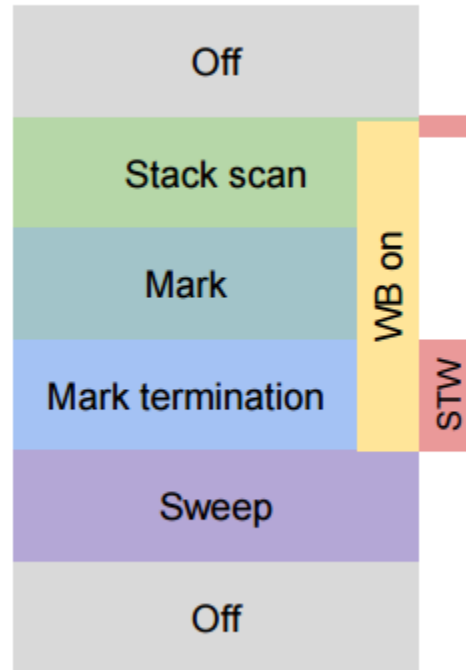 Off
Stack scan
Mark
WB on
Mark termination
STW
Sweep
Off